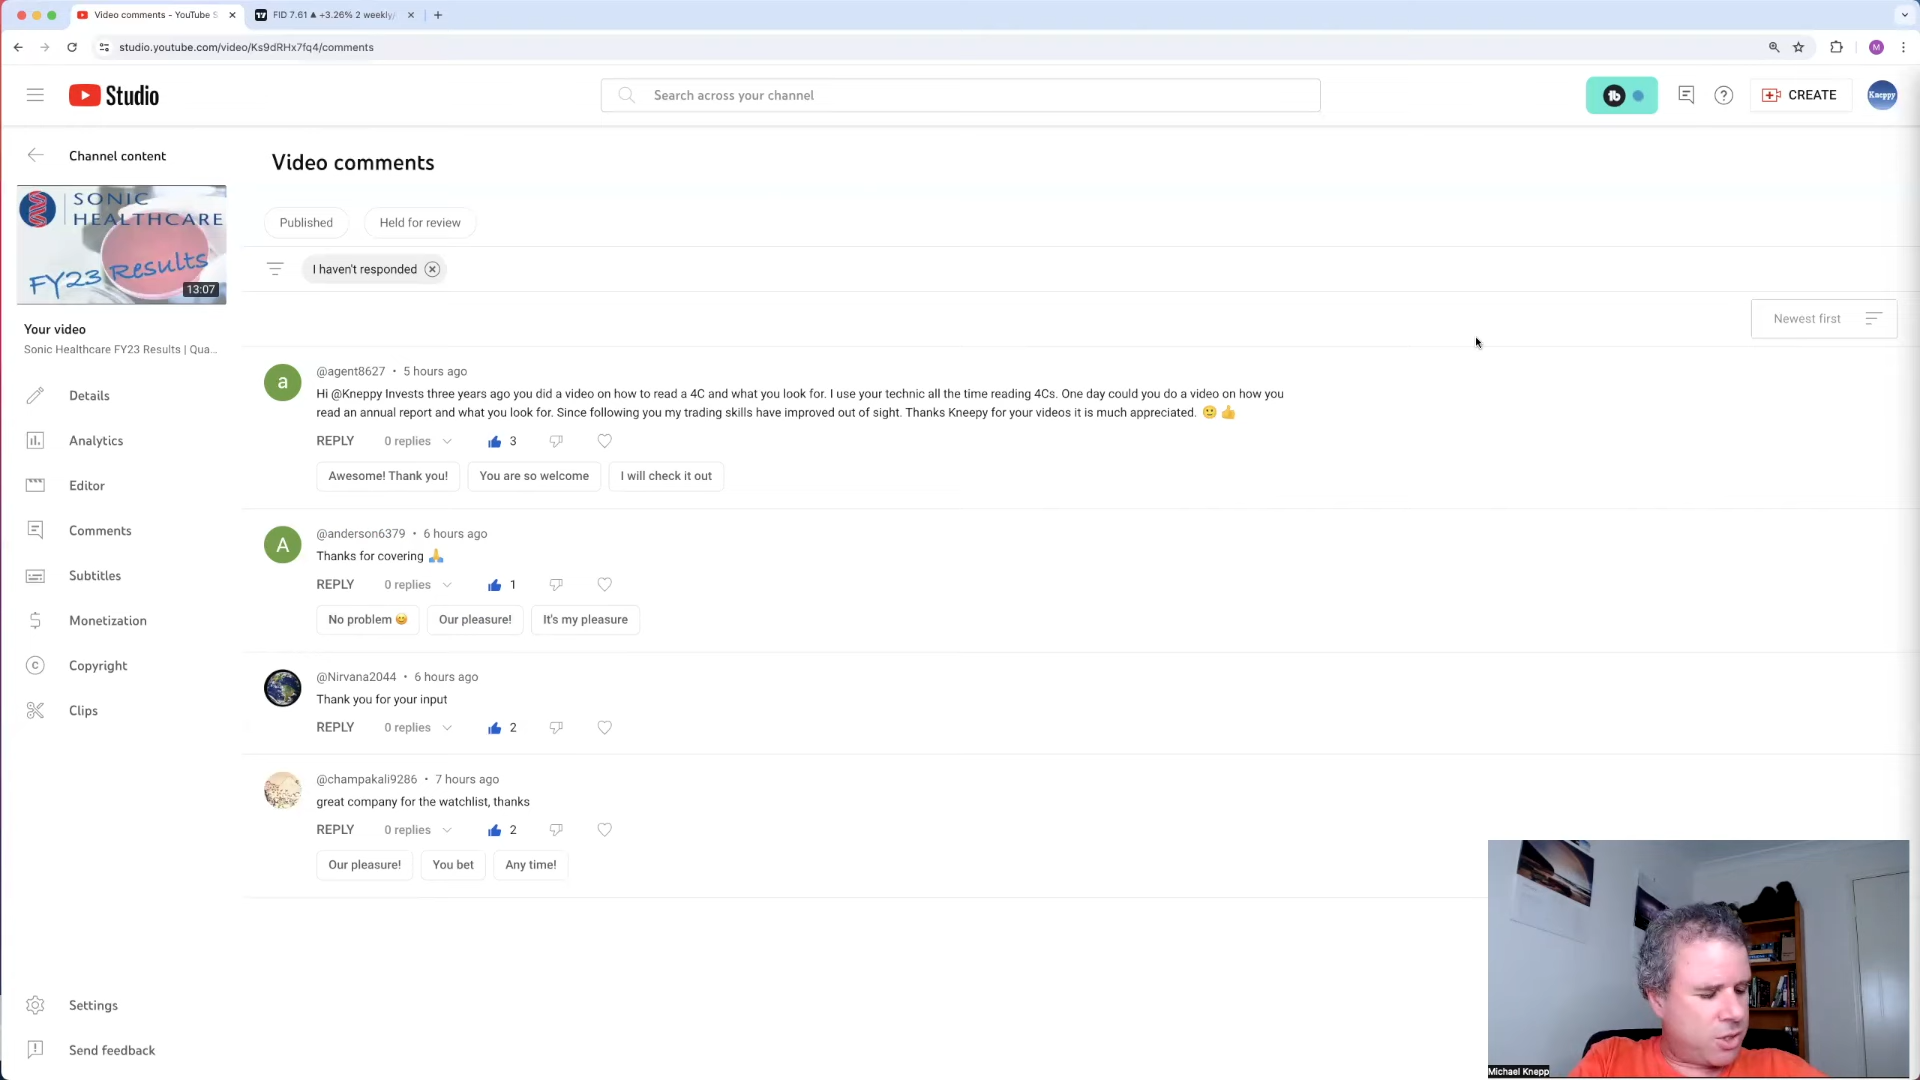 Video comments - YouTube S
FID 7.61 ▲ +3.26% 2 weekly/
studio.youtube.com/video/Ks9dRHx7fq4/comments
M
Studio
Search across your channel
CREATE
Kneppy
Channel content
SONIC
HEALTHCARE
FY23 Results
13:07
Your video
Sonic Healthcare FY23 Results | Qua...
Details
Analytics
Editor
Comments
Subtitles
Monetization
Copyright
Clips
Settings
Send feedback
Video comments
Published
Held for review
I haven't responded
Newest first
a
@agent8627 • 5 hours ago
Hi @Kneppy Invests three years ago you did a video on how to read a 4C and what you look for. I use your technic all the time reading 4Cs. One day could you do a video on how you
read an annual report and what you look for. Since following you my trading skills have improved out of sight. Thanks Kneepy for your videos it is much appreciated. 🙂 👍
REPLY 0 replies 3
Awesome! Thank you! You are so welcome I will check it out
A
@anderson6379 • 6 hours ago
Thanks for covering 🙏
REPLY 0 replies 1
No problem 😊 Our pleasure! It's my pleasure
@Nirvana2044 • 6 hours ago
Thank you for your input
REPLY 0 replies 2
@champakali9286 • 7 hours ago
great company for the watchlist, thanks
REPLY 0 replies 2
Our pleasure! You bet Any time!
Michael Knepp